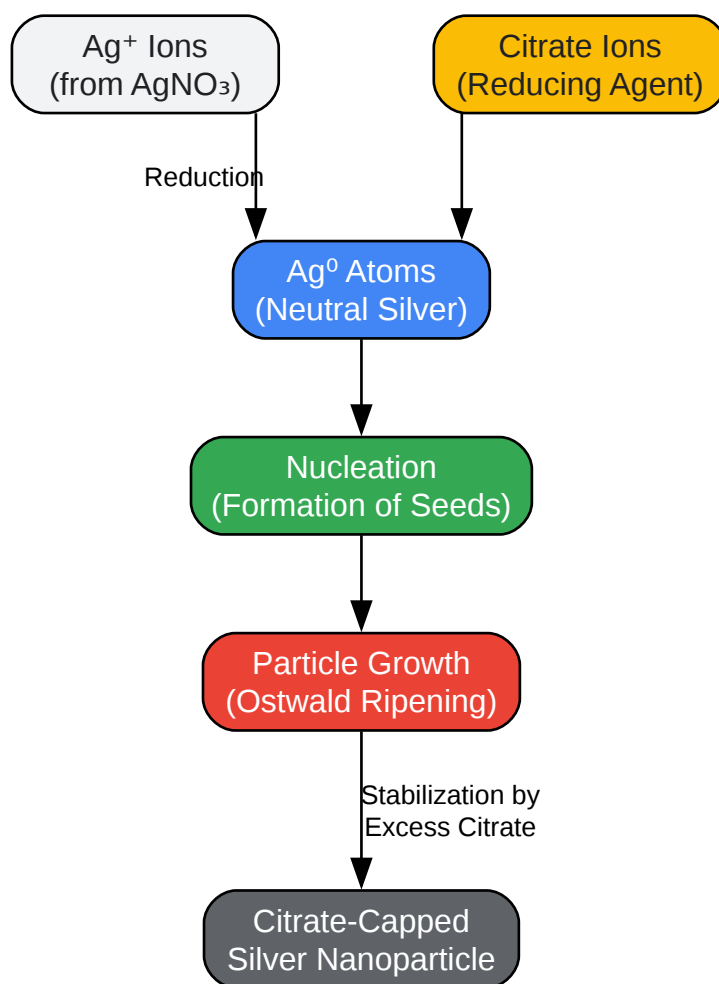 Ag⁺ Ions
(from AgNO₃)
Citrate Ions
(Reducing Agent)
Reduction
Ag⁰ Atoms
(Neutral Silver)
Nucleation
(Formation of Seeds)
Particle Growth
(Ostwald Ripening)
Stabilization by
Excess Citrate
Citrate-Capped
Silver Nanoparticle